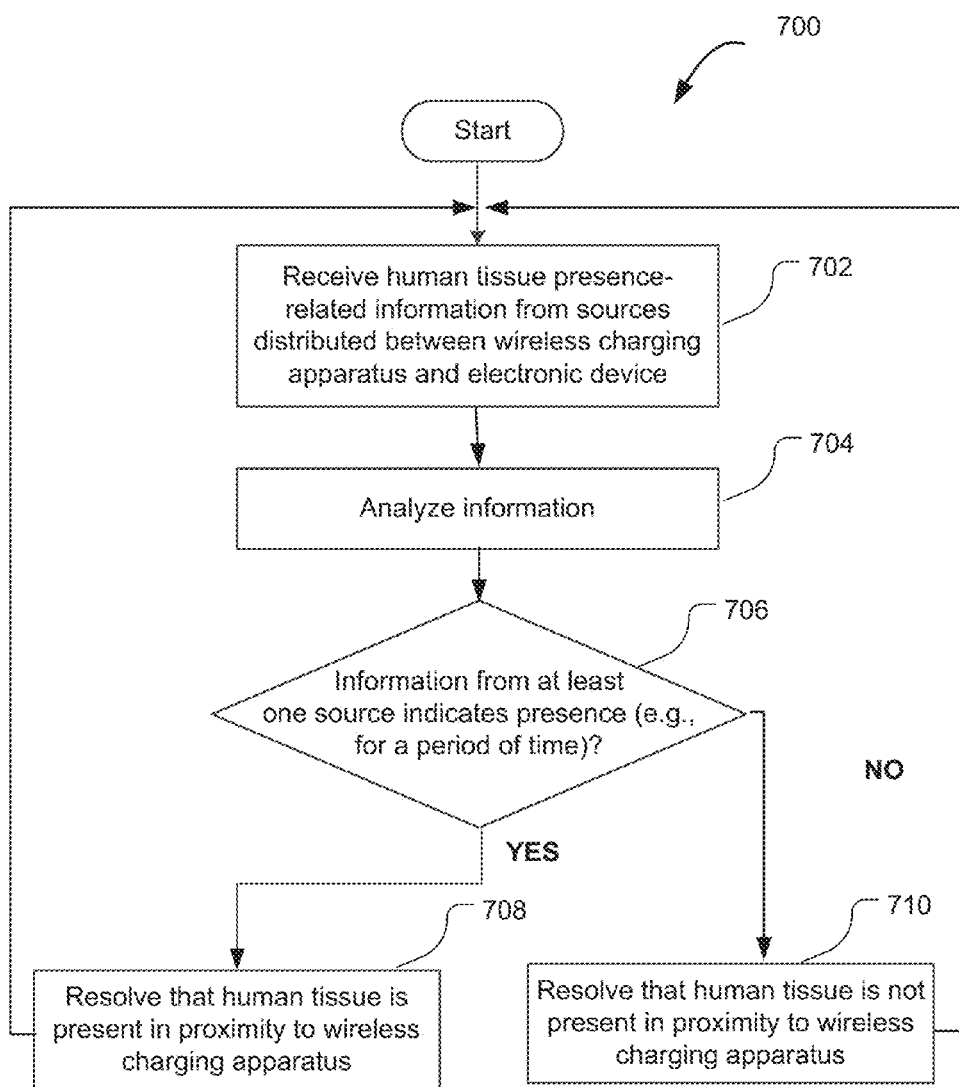 700
Start
Receive human tissue presence-
related information from sources
distributed between wireless charging
apparatus and electronic device
702
704
Analyze information
706
Information from at least
one source indicates presence (e.g.,
for a period of time)?
NO
YES
708
710
Resolve that human tissue is
present in proximity to wireless
charging apparatus
Resolve that human tissue is not
present in proximity to wireless
charging apparatus